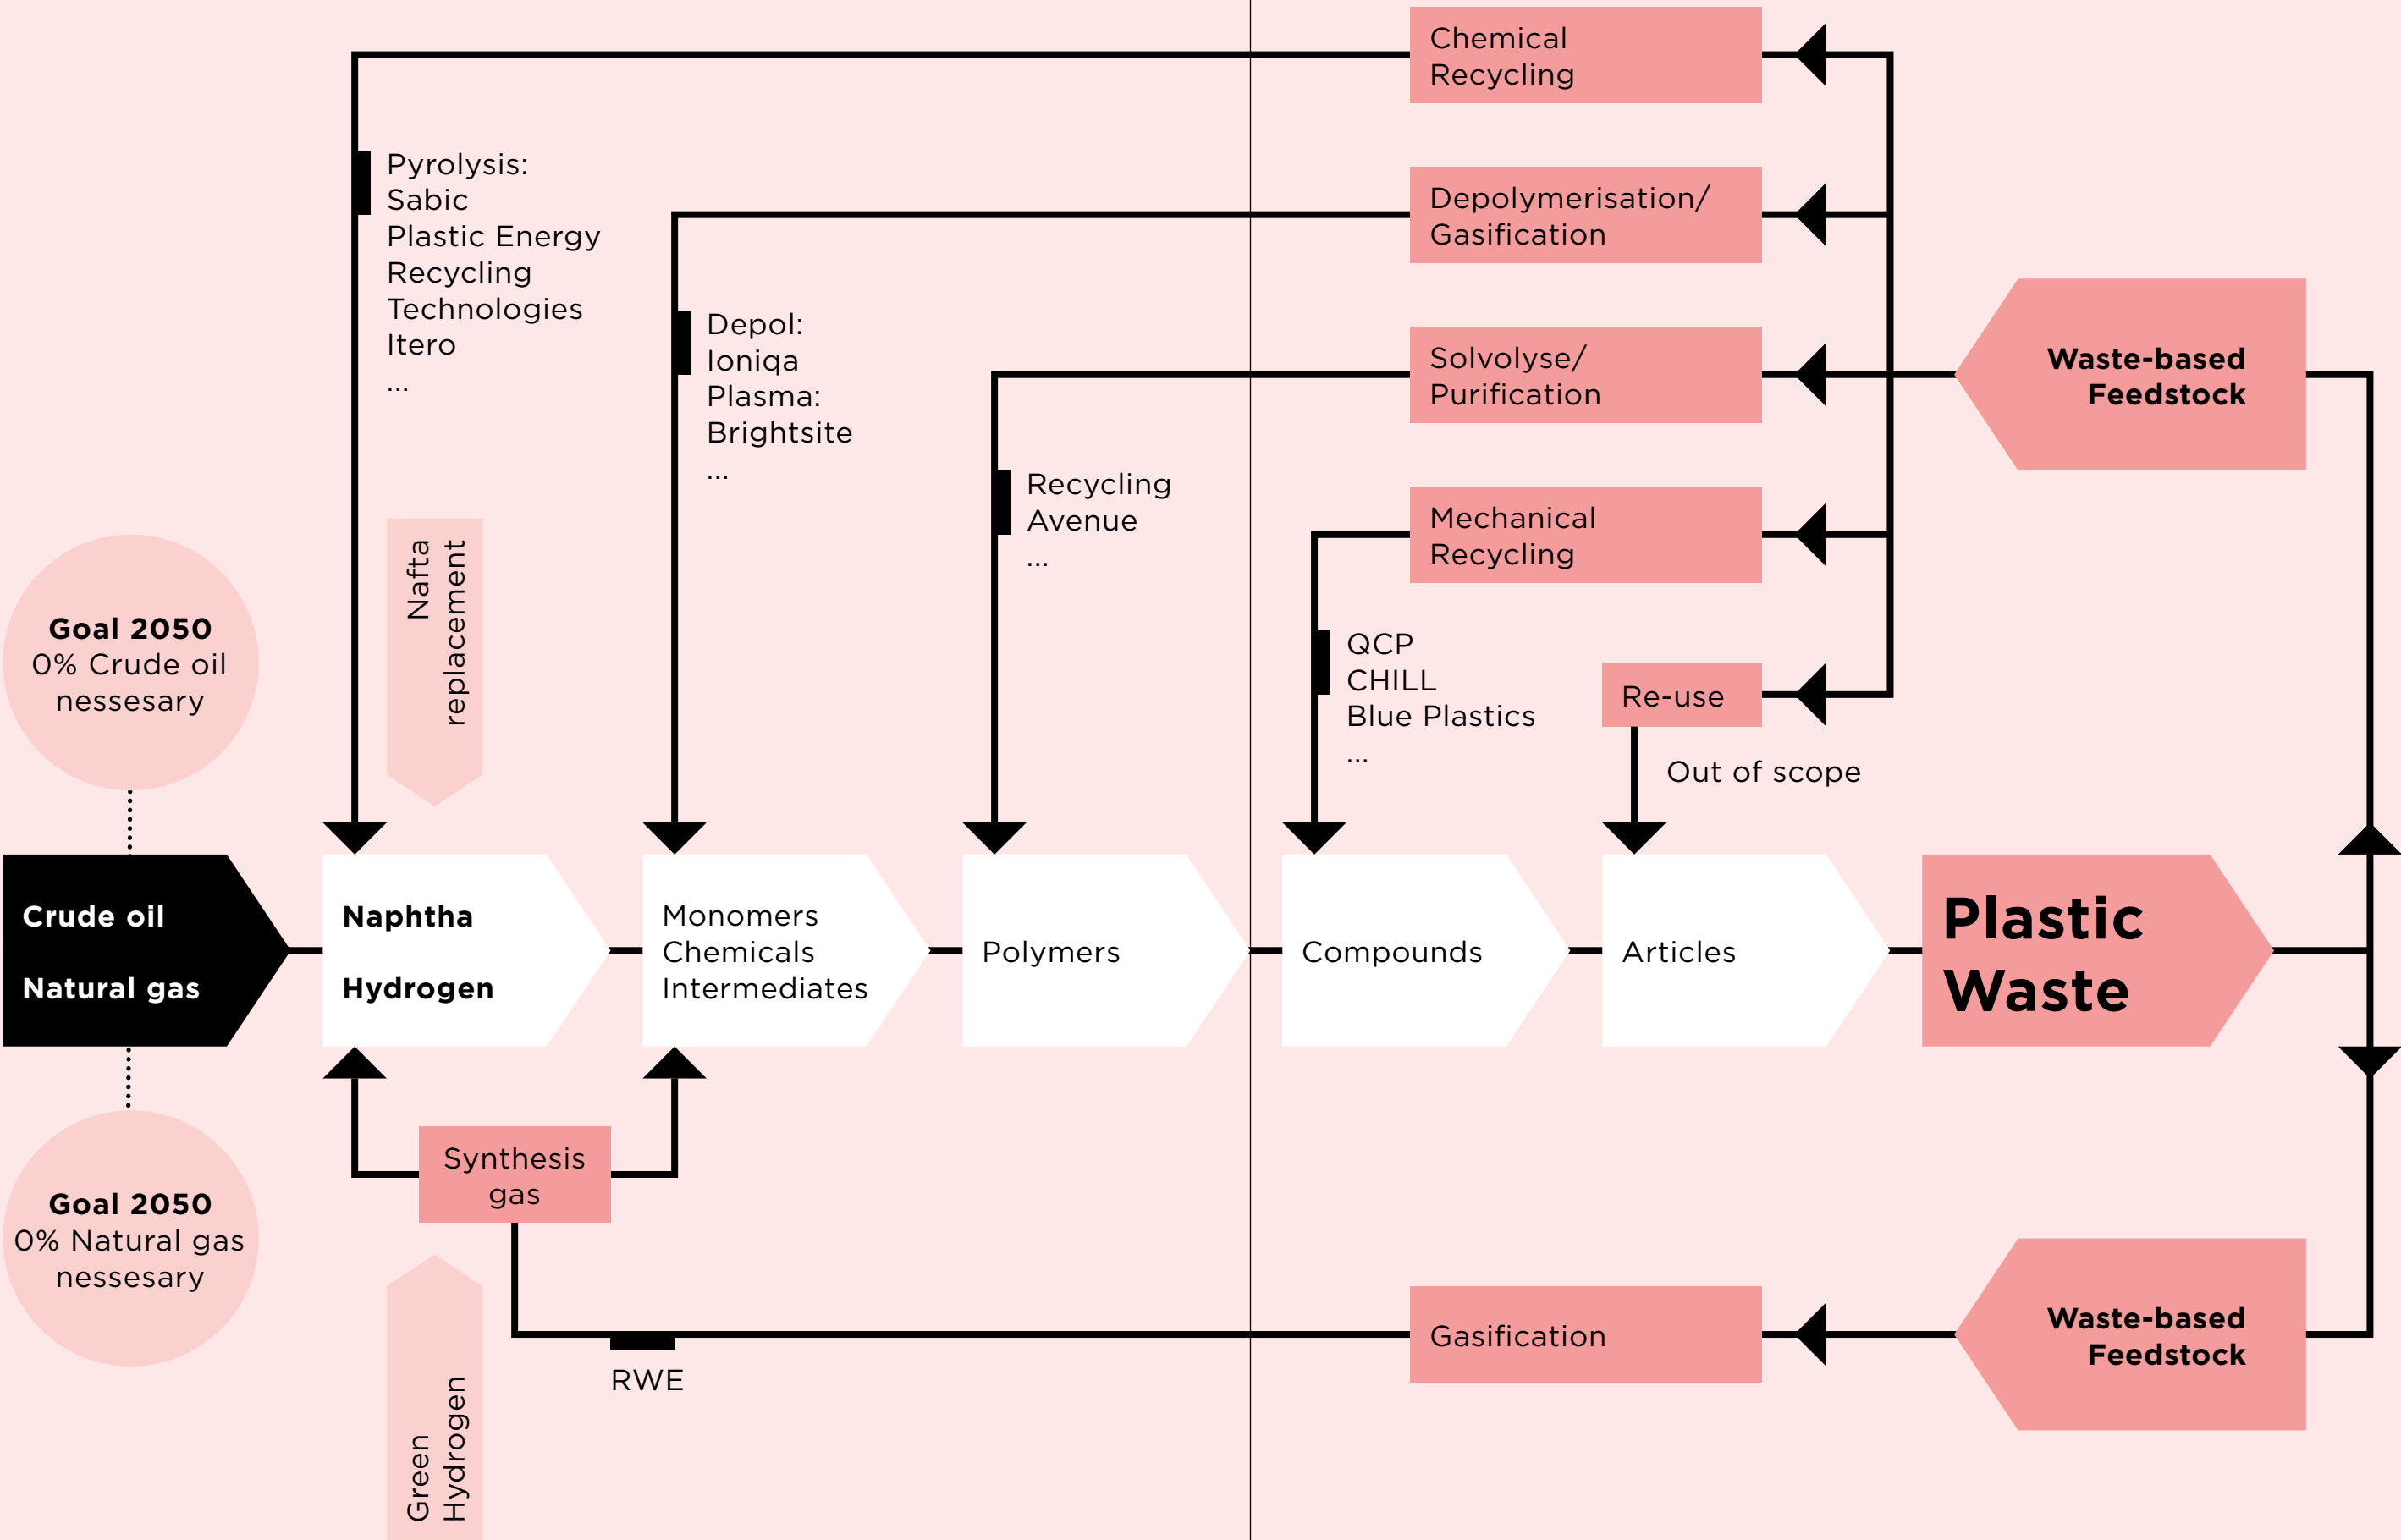 Chemical
Recycling
Pyrolysis:
Sabic
Plastic Energy
Recycling
Technologies
Itero
...
Depolymerisation/
Gasification
Depol:
Ioniqa
Plasma:
Brightsite
...
Solvolyse/
Purification
Waste-based
Feedstock
Recycling
Avenue
...
Mechanical
Recycling
Nafta
replacement
Goal 2050
0% Crude oil
nessesary
QCP
CHILL
Blue Plastics
...
Re-use
Out of scope
Crude oil
Natural gas
Naphtha
Hydrogen
Monomers
Chemicals
Intermediates
Polymers
Compounds
Articles
Plastic
Waste
Synthesis
gas
Goal 2050
0% Natural gas
nessesary
Green
Hydrogen
RWE
Gasification
Waste-based
Feedstock